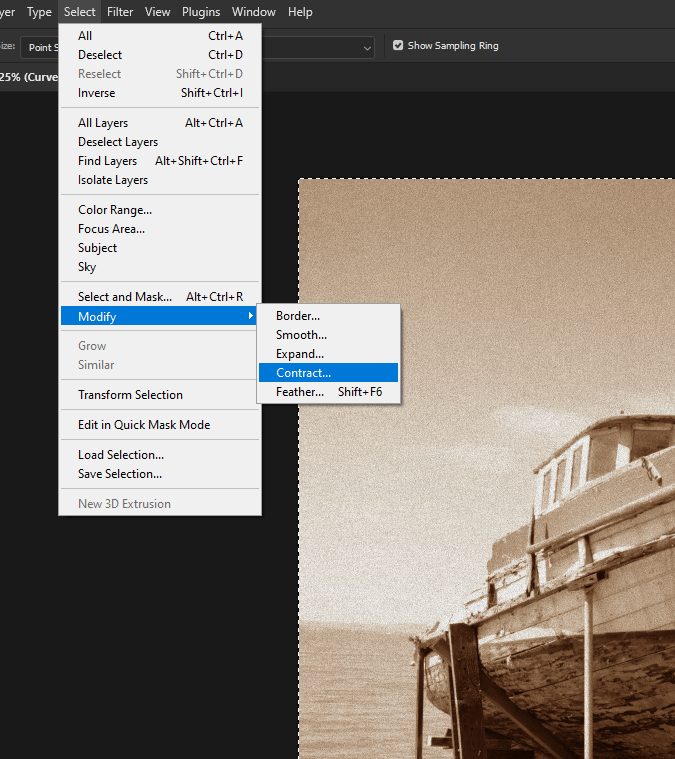 yer Type Select Filter View Plugins Window Help
ize: Point S Show Sampling Ring
25% (Curve
All Ctrl+A
Deselect Ctrl+D
Reselect Shift+Ctrl+D
Inverse Shift+Ctrl+I
All Layers Alt+Ctrl+A
Deselect Layers
Find Layers Alt+Shift+Ctrl+F
Isolate Layers
Color Range...
Focus Area...
Subject
Sky
Select and Mask... Alt+Ctrl+R
Modify
Border...
Smooth...
Expand...
Contract...
Feather... Shift+F6
Grow
Similar
Transform Selection
Edit in Quick Mask Mode
Load Selection...
Save Selection...
New 3D Extrusion